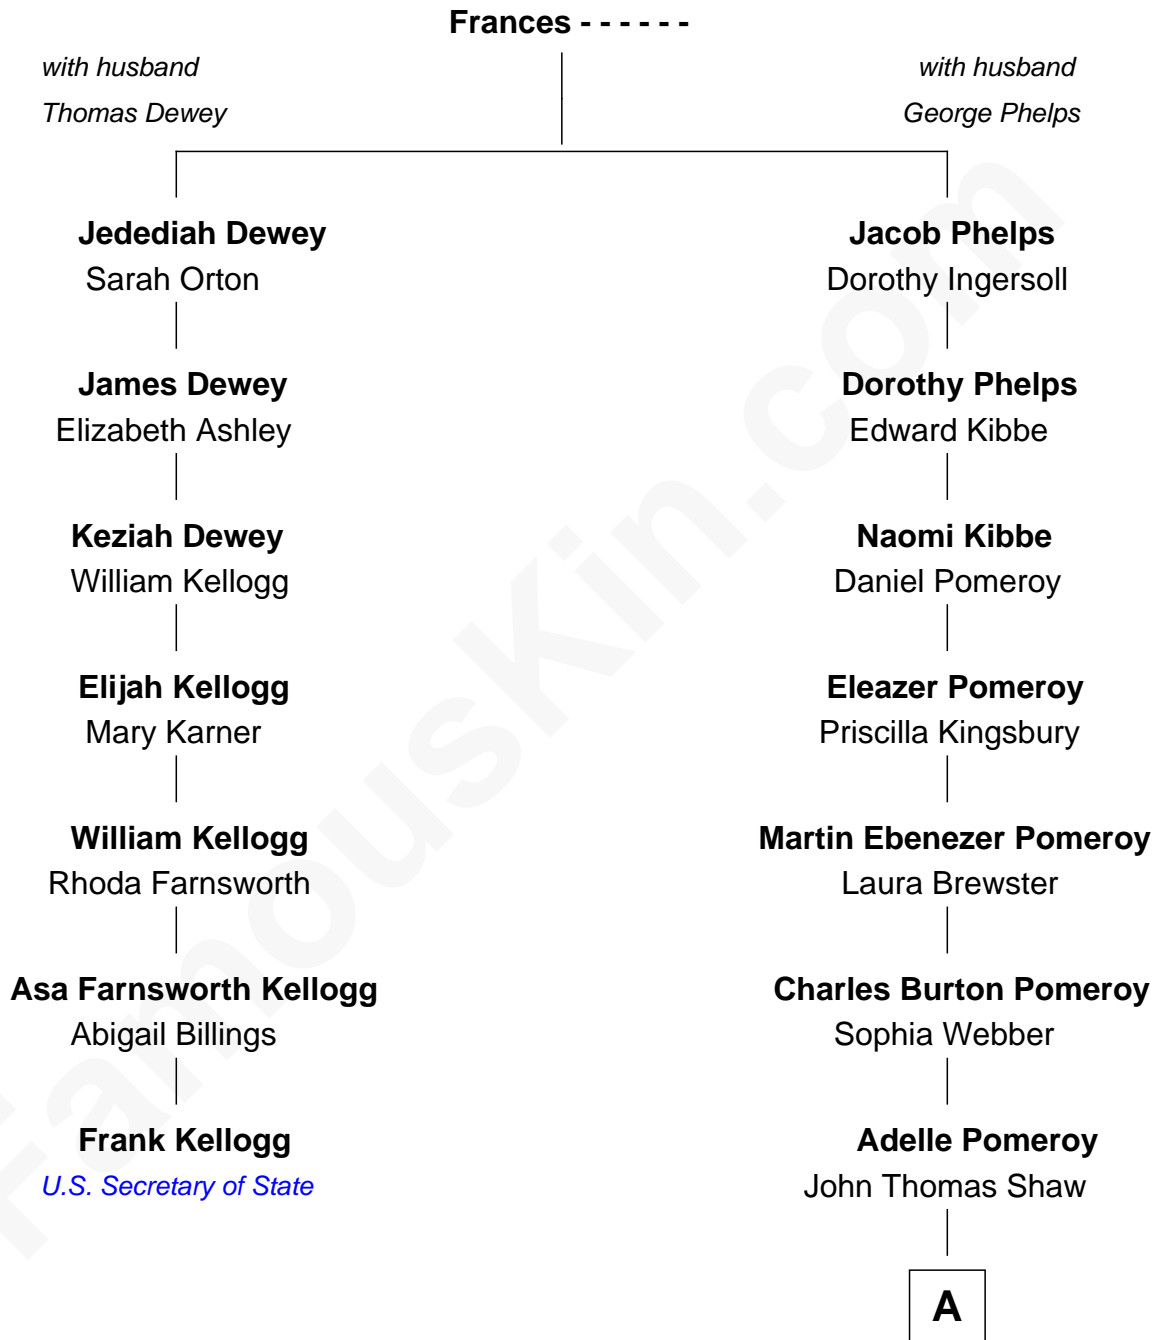 Frances - - - - - -
with husband
Thomas Dewey
with husband
George Phelps
Jedediah Dewey
Sarah Orton
Jacob Phelps
Dorothy Ingersoll
James Dewey
Elizabeth Ashley
Dorothy Phelps
Edward Kibbe
Keziah Dewey
William Kellogg
Naomi Kibbe
Daniel Pomeroy
Elijah Kellogg
Mary Karner
Eleazer Pomeroy
Priscilla Kingsbury
William Kellogg
Rhoda Farnsworth
Martin Ebenezer Pomeroy
Laura Brewster
Asa Farnsworth Kellogg
Abigail Billings
Charles Burton Pomeroy
Sophia Webber
Frank Kellogg
U.S. Secretary of State
Adelle Pomeroy
John Thomas Shaw
A
FamousKin.com